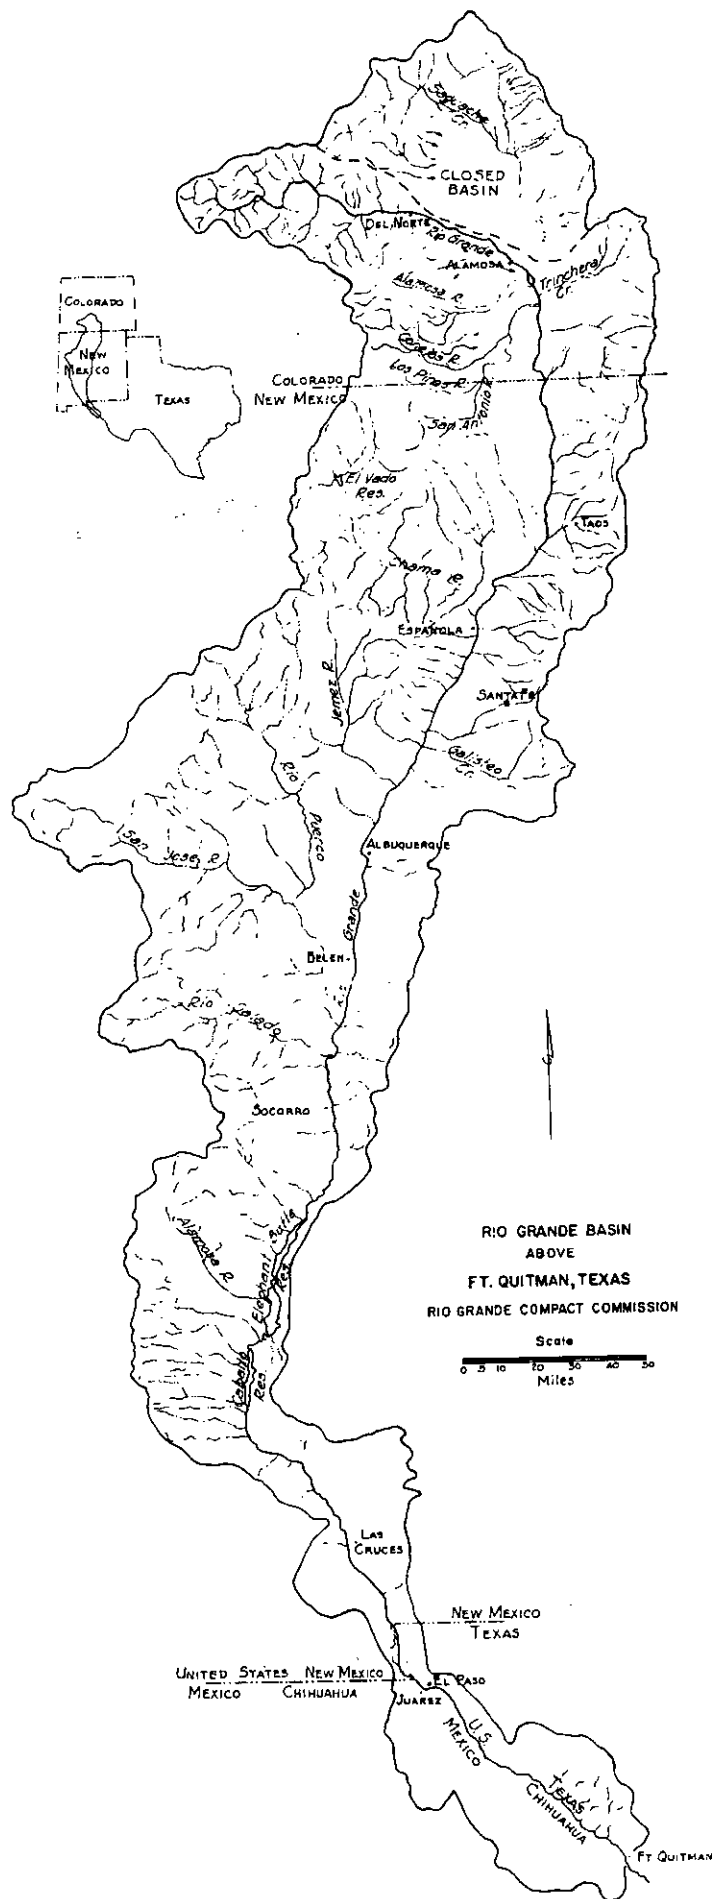 Saguache
Cr.
CLOSED
BASIN
DEL NORTE
Rio Grande
ALAMOSA
Trinchera
Cr.
Alamosa R.
Conejos R.
Los Pinos R.
COLORADO
NEW MEXICO
San Antonio R.
COLORADO
NEW
MEXICO
TEXAS
El Vado
Res.
TAOS
Chama R.
ESPAÑOLA
Jemez R.
SANTA FE
Galisteo
Cr.
Rio
Puerco
San Jose R.
ALBUQUERQUE
Grande
BELEN
Rio
Rio Salado
SOCORRO
Alamosa R.
Elephant Butte
Res.
RIO GRANDE BASIN
ABOVE
FT. QUITMAN, TEXAS
RIO GRANDE COMPACT COMMISSION
Scale
0 5 10 20 30 40 50
Miles
Caballo
Res.
LAS
CRUCES
NEW MEXICO
TEXAS
UNITED STATES NEW MEXICO
MEXICO CHIHUAHUA
EL PASO
JUÁREZ
U.S.
MEXICO
TEXAS
CHIHUAHUA
FT QUITMAN